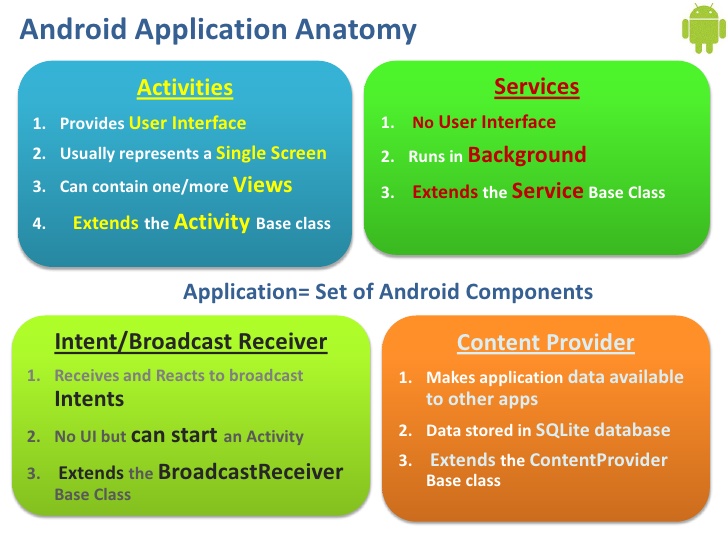 Android Application Anatomy
Activities
1. Provides User Interface
2. Usually represents a Single Screen
3. Can contain one/more Views
4. Extends the Activity Base class
Services
1. No User Interface
2. Runs in Background
3. Extends the Service Base Class
Application= Set of Android Components
Intent/Broadcast Receiver
1. Receives and Reacts to broadcast
Intents
2. No UI but can start an Activity
3. Extends the BroadcastReceiver
Base Class
Content Provider
1. Makes application data available
to other apps
2. Data stored in SQLite database
3. Extends the ContentProvider
Base class